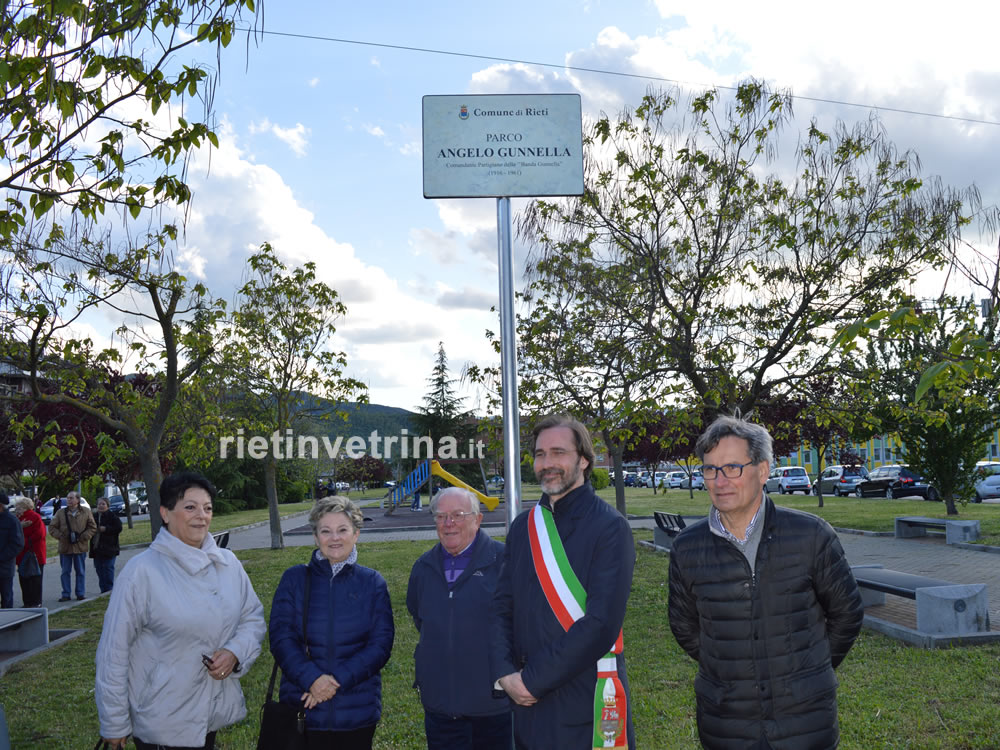 Comune di Rieti
PARCO
ANGELO GUNNELLA
Comandante Partigiano della "Banda Gunnella"
(1916 - 1961)
rietinvetrina.it